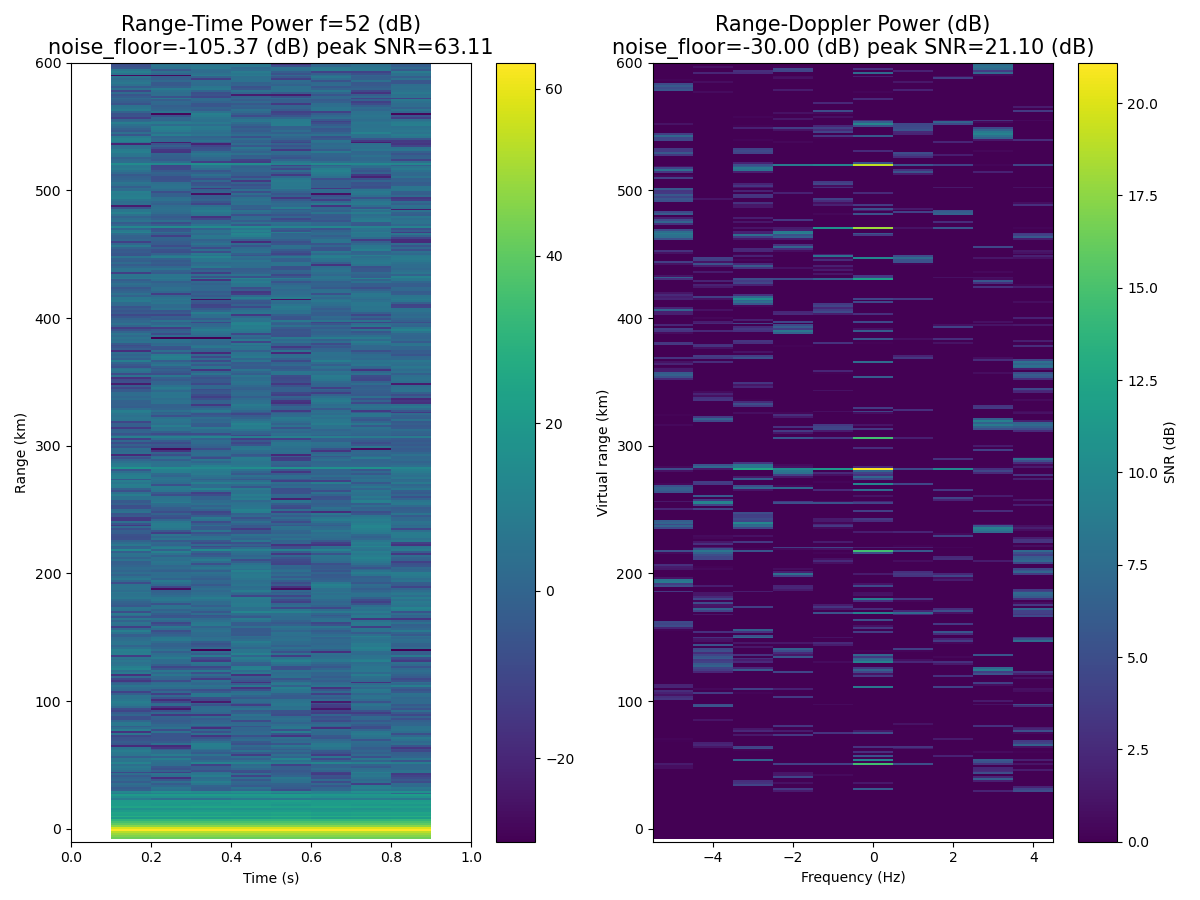 Range-Time Power f=52 (dB)
noise_floor=-105.37 (dB) peak SNR=63.11
Range-Doppler Power (dB)
noise_floor=-30.00 (dB) peak SNR=21.10 (dB)
600
500
400
300
200
100
0
Range (km)
0.0 0.2 0.4 0.6 0.8 1.0
Time (s)
60
40
20
0
−20
600
500
400
300
200
100
0
Virtual range (km)
−4 −2 0 2 4
Frequency (Hz)
20.0
17.5
15.0
12.5
10.0
7.5
5.0
2.5
0.0
SNR (dB)